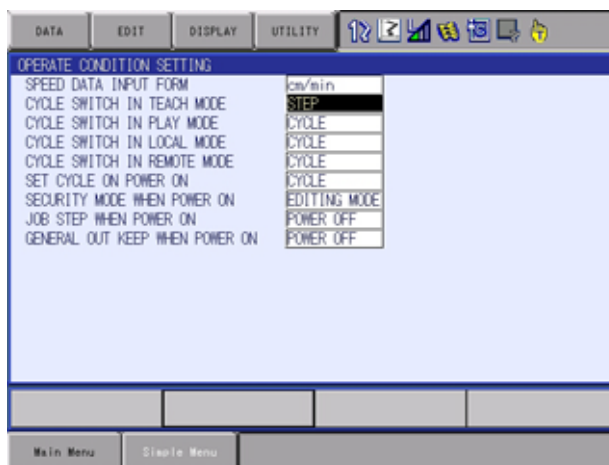 DATA EDIT DISPLAY UTILITY
OPERATE CONDITION SETTING
SPEED DATA INPUT FORM cm/min
CYCLE SWITCH IN TEACH MODE STEP
CYCLE SWITCH IN PLAY MODE CYCLE
CYCLE SWITCH IN LOCAL MODE CYCLE
CYCLE SWITCH IN REMOTE MODE CYCLE
SET CYCLE ON POWER ON CYCLE
SECURITY MODE WHEN POWER ON EDITING MODE
JOB STEP WHEN POWER ON POWER OFF
GENERAL OUT KEEP WHEN POWER ON POWER OFF
Main Menu Simple Menu